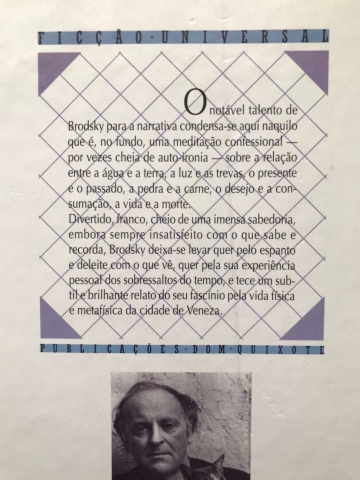 FICÇÃO · UNIVERSAL
O notável talento de
Brodsky para a narrativa condensa-se aqui naquilo
que é, no fundo, uma meditação confessional —
por vezes cheia de auto-ironia — sobre a relação
entre a água e a terra, a luz e as trevas, o presente
e o passado, a pedra e a carne, o desejo e a con-
sumação, a vida e a morte.
Divertido, franco, cheio de uma imensa sabedoria,
embora sempre insatisfeito com o que sabe e
recorda, Brodsky deixa-se levar quer pelo espanto
e deleite com o que vê, quer pela sua experiência
pessoal dos sobressaltos do tempo, e tece um sub-
til e brilhante relato do seu fascínio pela vida física
e metafísica da cidade de Veneza.
PUBLICAÇÕES · DOM · QUIXOTE